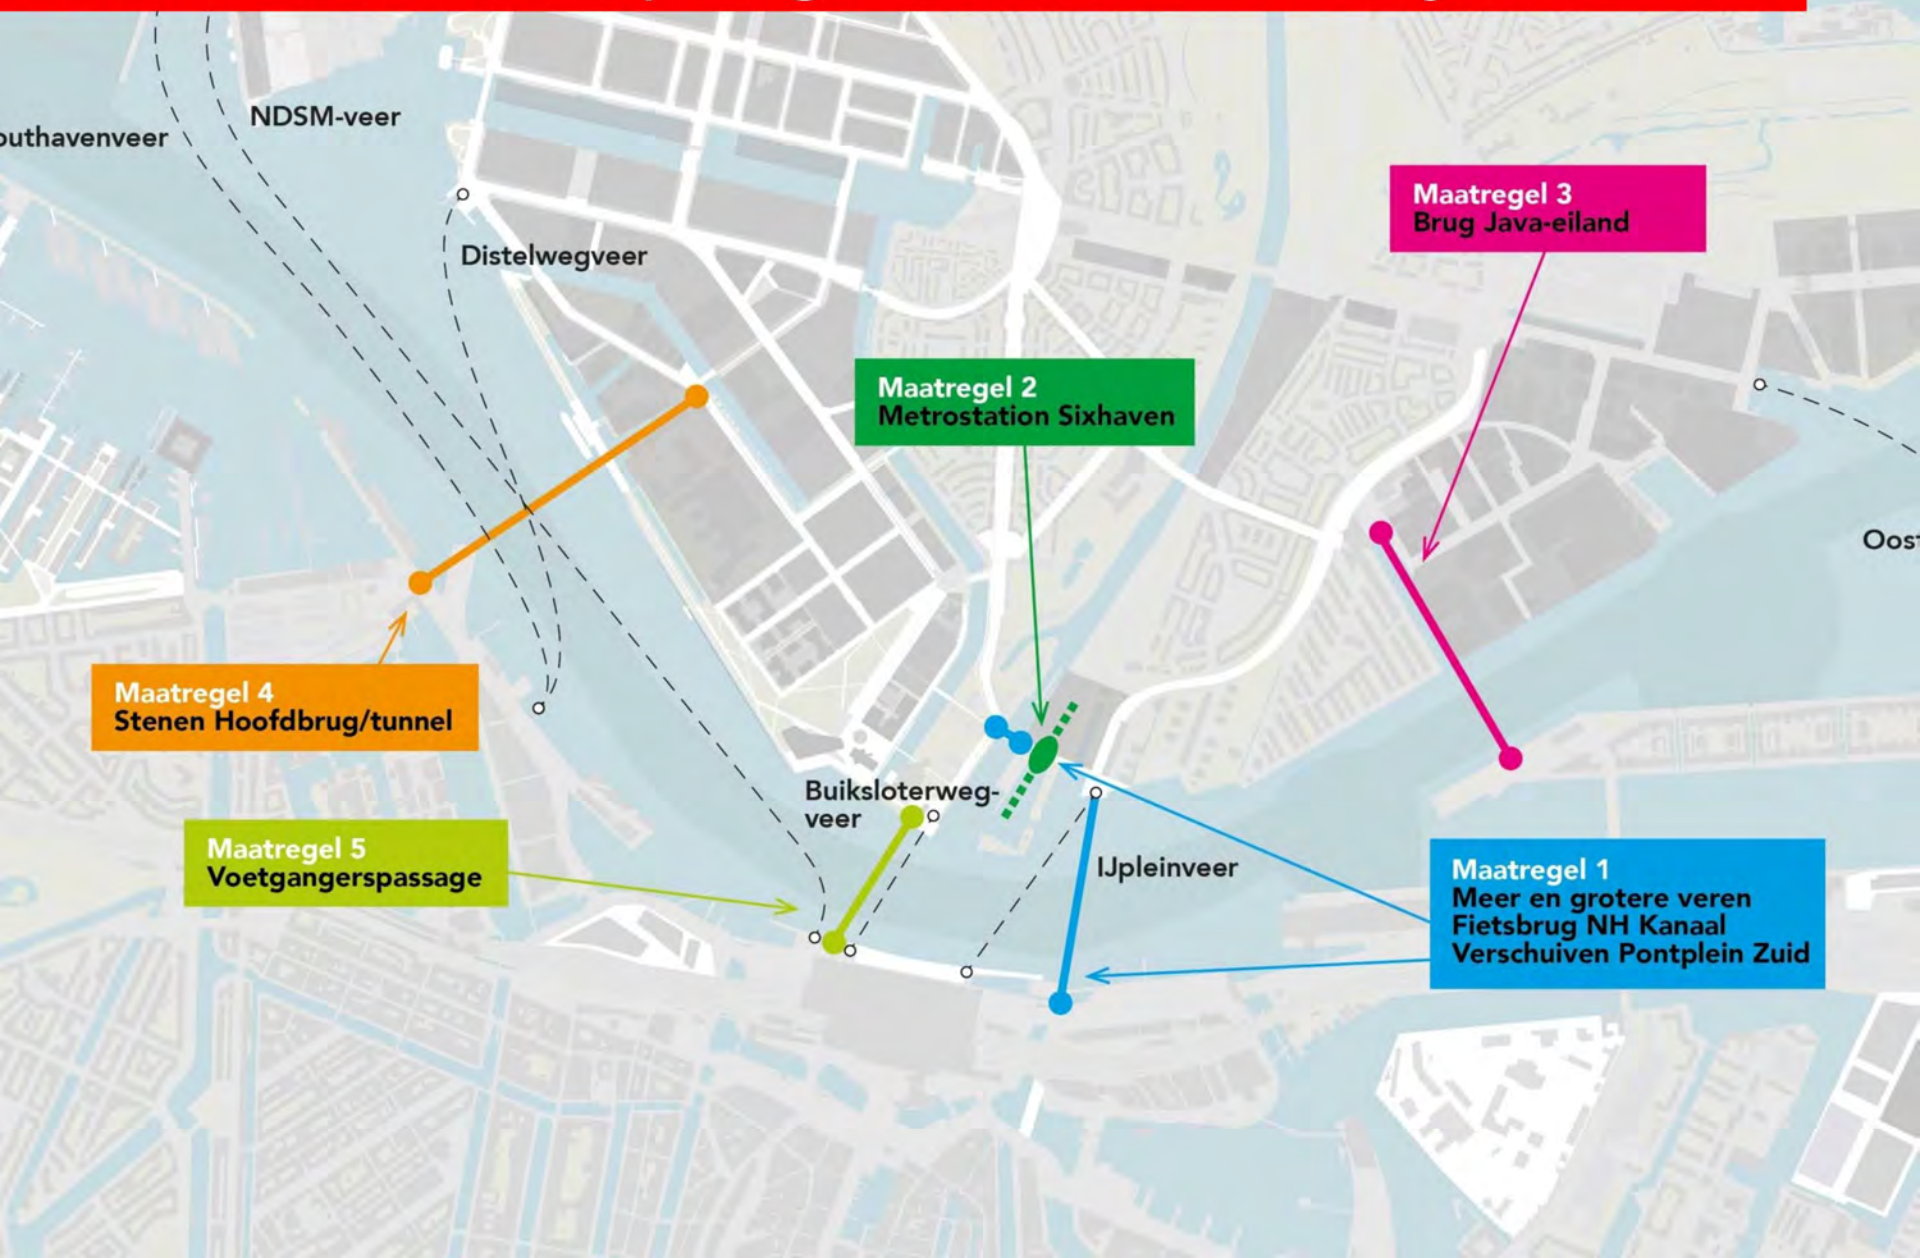 NDSM-veer
outhavenveer
Maatregel 3
Brug Java-eiland
Distelwegveer
Maatregel 2
Metrostation Sixhaven
Oost
Maatregel 4
Stenen Hoofdbrug/tunnel
Buiksloterweg-
veer
Maatregel 5
Voetgangerspassage
IJpleinveer
Maatregel 1
Meer en grotere veren
Fietsbrug NH Kanaal
Verschuiven Pontplein Zuid